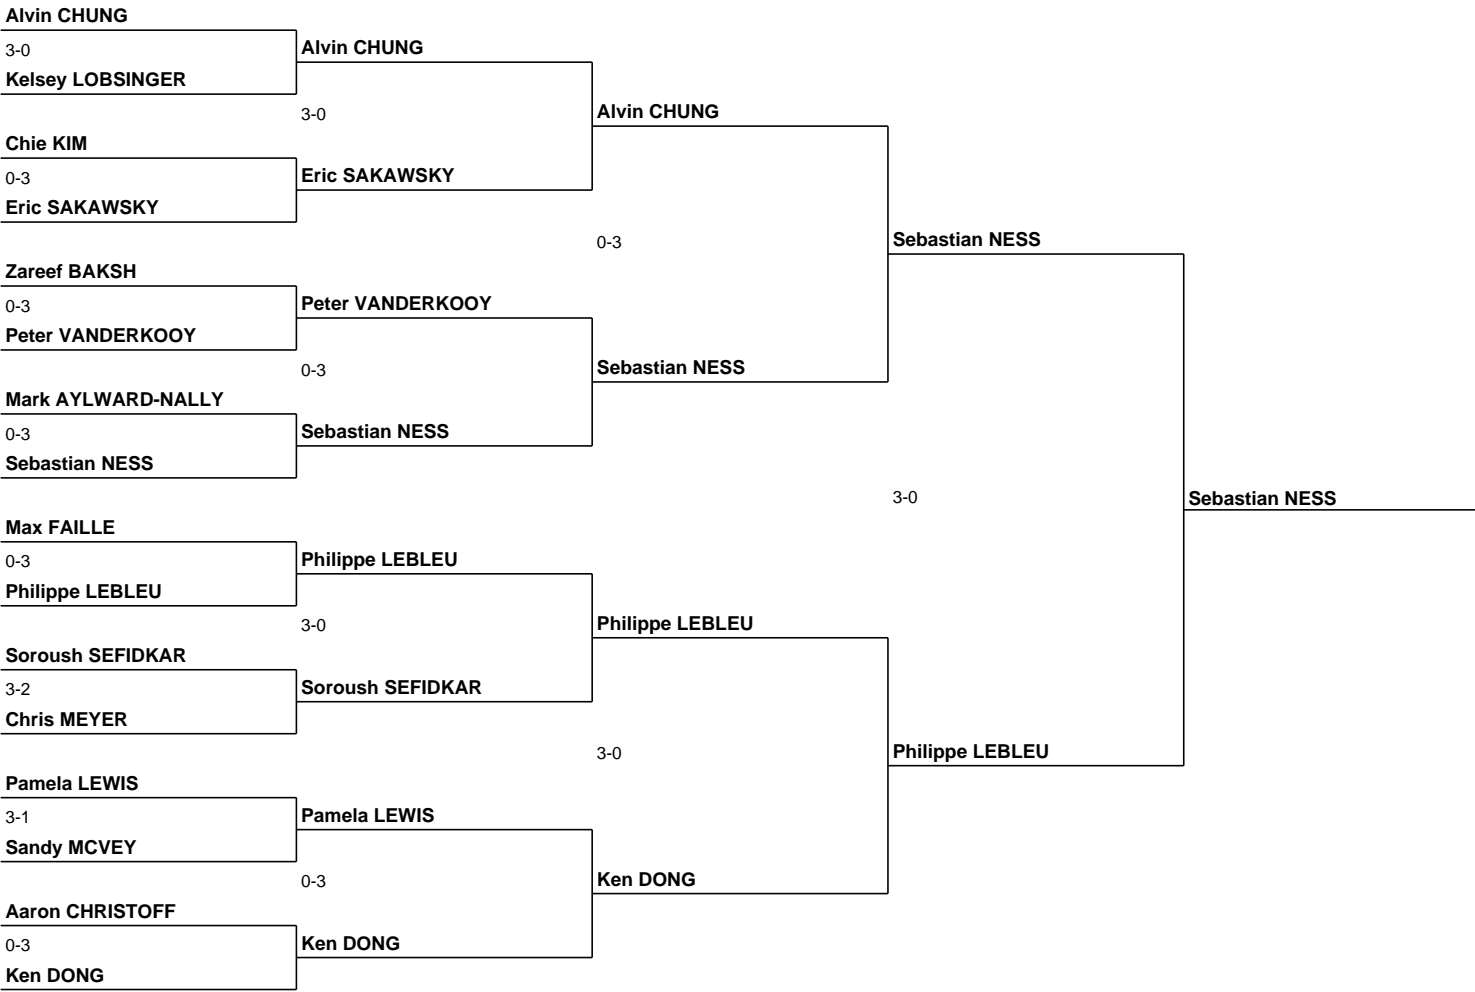 Alvin CHUNG
3-0
Kelsey LOBSINGER
Chie KIM
0-3
Eric SAKAWSKY
Zareef BAKSH
0-3
Peter VANDERKOOY
Mark AYLWARD-NALLY
0-3
Sebastian NESS
Max FAILLE
0-3
Philippe LEBLEU
Soroush SEFIDKAR
3-2
Chris MEYER
Pamela LEWIS
3-1
Sandy MCVEY
Aaron CHRISTOFF
0-3
Ken DONG
Alvin CHUNG
3-0
Eric SAKAWSKY
Peter VANDERKOOY
0-3
Sebastian NESS
Philippe LEBLEU
3-0
Soroush SEFIDKAR
Pamela LEWIS
0-3
Ken DONG
Alvin CHUNG
0-3
Sebastian NESS
Philippe LEBLEU
3-0
Ken DONG
Sebastian NESS
3-0
Philippe LEBLEU
Sebastian NESS